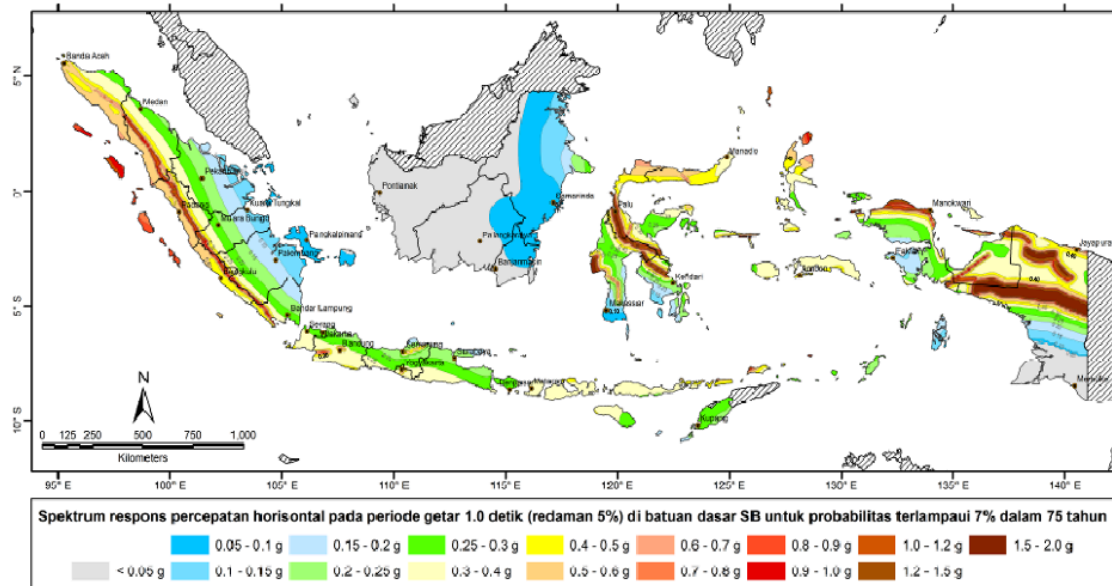 Banda Aceh
Medan
Pekanbaru
Padang
Kuala Tungkal
Muara Bungo
Pangkalpinang
Palembang
Bengkulu
Bandar Lampung
Serang
Jakarta
Bandung
Semarang
Yogyakarta
Surabaya
Denpasar
Mataram
Kupang
Pontianak
Samarinda
Palangkaraya
Banjarmasin
Manado
Palu
Kendari
Makassar
Ambon
Manokwari
Jayapura
Merauke
5° N
0°
5° S
10° S
N
0 125 250 500 750 1.000
Kilometers
95° E 100° E 105° E 110° E 115° E 120° E 125° E 130° E 135° E 140° E
Spektrum respons percepatan horisontal pada periode getar 1.0 detik (redaman 5%) di batuan dasar SB untuk probabilitas terlampaui 7% dalam 75 tahun
0.05 - 0.1 g 0.15 - 0.2 g 0.25 - 0.3 g 0.4 - 0.5 g 0.6 - 0.7 g 0.8 - 0.9 g 1.0 - 1.2 g 1.5 - 2.0 g
< 0.05 g 0.1 - 0.15 g 0.2 - 0.25 g 0.3 - 0.4 g 0.5 - 0.6 g 0.7 - 0.8 g 0.9 - 1.0 g 1.2 - 1.5 g